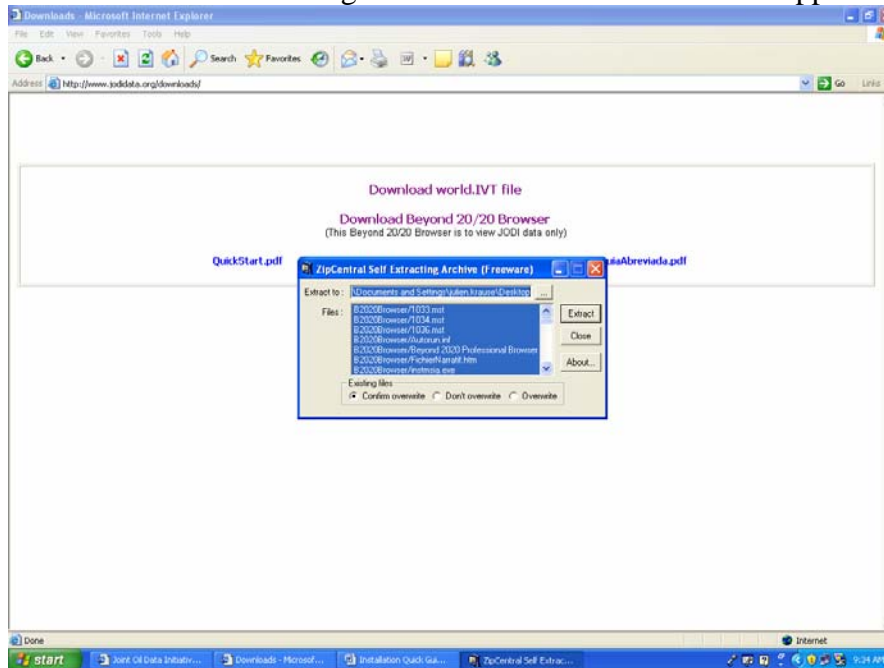 Downloads - Microsoft Internet Explorer
File Edit View Favorites Tools Help
Back Search Favorites
Address http://www.jodidata.org/downloads/ Go Links
Download world.IVT file
Download Beyond 20/20 Browser
(This Beyond 20/20 Browser is to view JODI data only)
QuickStart.pdf uiaAbreviada.pdf
ZipCentral Self Extracting Archive (Freeware)
Extract to: \Documents and Settings\julien.krause\Desktop ...
Files: B2020Browser/1033.mst Extract
B2020Browser/1034.mst
B2020Browser/1036.mst Close
B2020Browser/Autorun.inf
B2020Browser/Beyond 2020 Professional Browser
B2020Browser/FichierNarratif.htm About...
B2020Browser/instmsia.exe
Existing files
Confirm overwrite Don't overwrite Overwrite
Done Internet
start Joint Oil Data Initiativ... Downloads - Microsof... Installation Quick Gui... ZipCentral Self Extrac... 9:34 AM